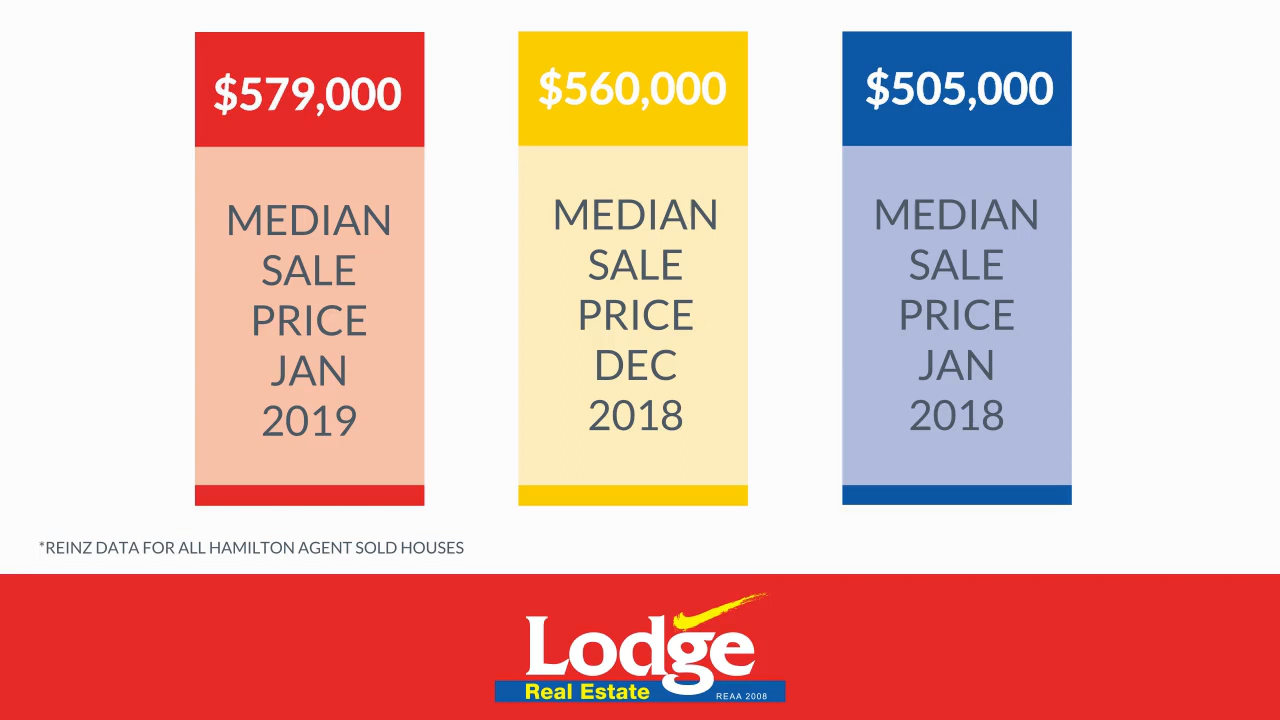 $579,000
MEDIAN
SALE
PRICE
JAN
2019
$560,000
MEDIAN
SALE
PRICE
DEC
2018
$505,000
MEDIAN
SALE
PRICE
JAN
2018
*REINZ DATA FOR ALL HAMILTON AGENT SOLD HOUSES
Lodge
Real Estate
REAA 2008